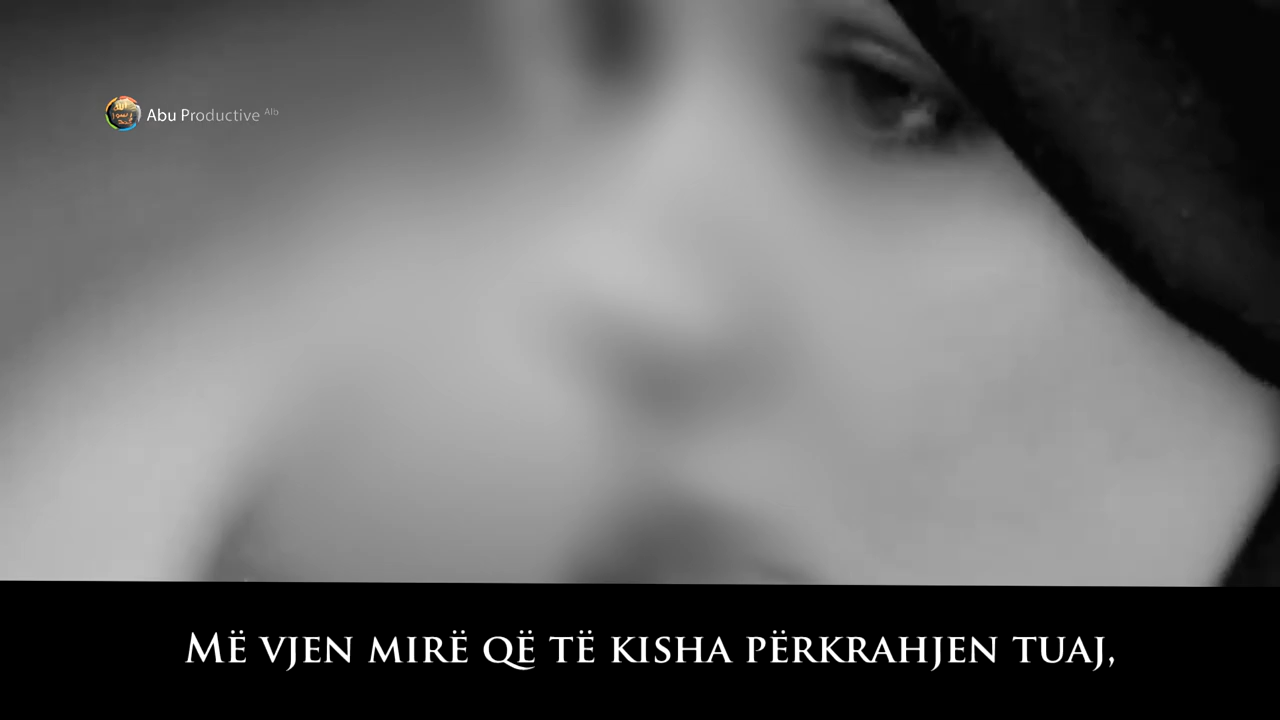 Abu Productive Alb
MË VJEN MIRË QË TË KISHA PËRKRAHJEN TUAJ,